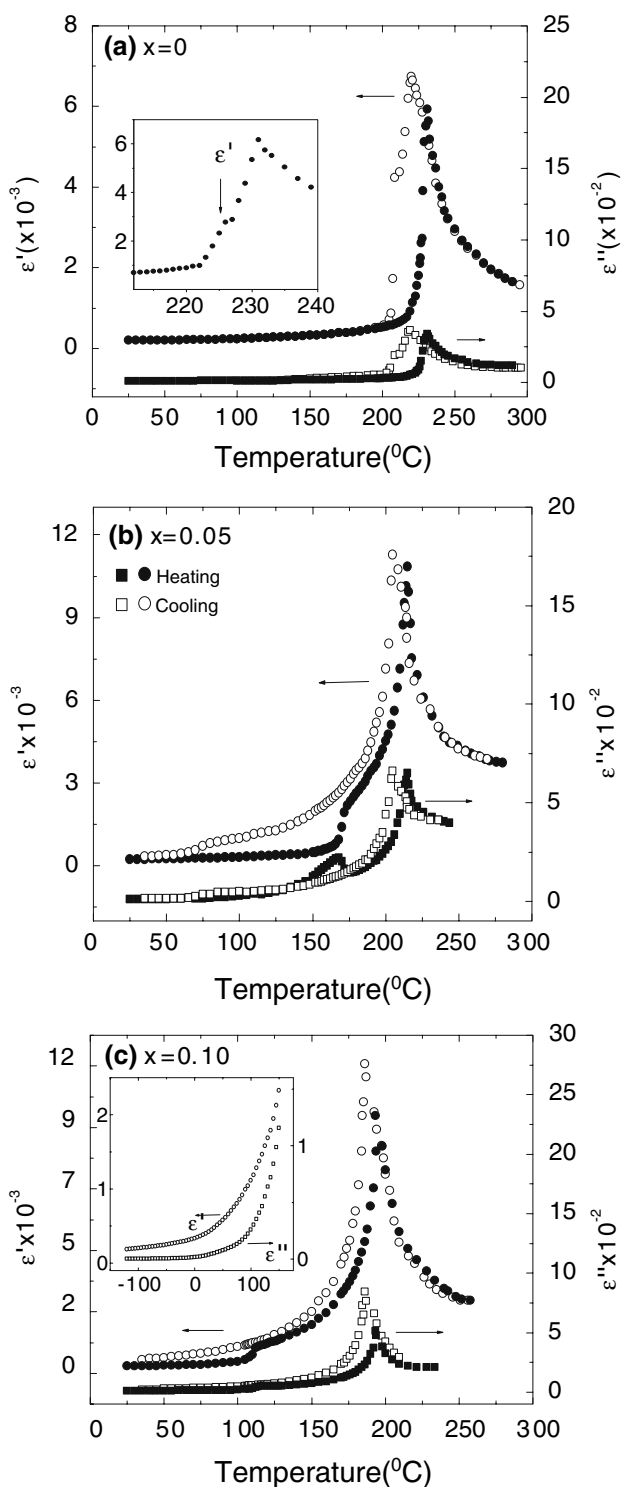 (a) x=0
ε'(x10⁻³)
8
6
4
2
0
ε''(x10⁻²)
25
20
15
10
5
0
ε'
6
4
2
220 230 240
0 50 100 150 200 250 300
Temperature(⁰C)
(b) x=0.05
Heating
Cooling
ε'x10⁻³
12
9
6
3
0
ε''x10⁻²
20
15
10
5
0
0 50 100 150 200 250 300
Temperature(⁰C)
(c) x=0.10
ε'x10⁻³
12
9
5
2
0
ε''x10⁻²
30
25
20
15
10
5
0
2
1
0
1
0
ε'
ε''
-100 0 100
0 50 100 150 200 250 300
Temperature(⁰C)